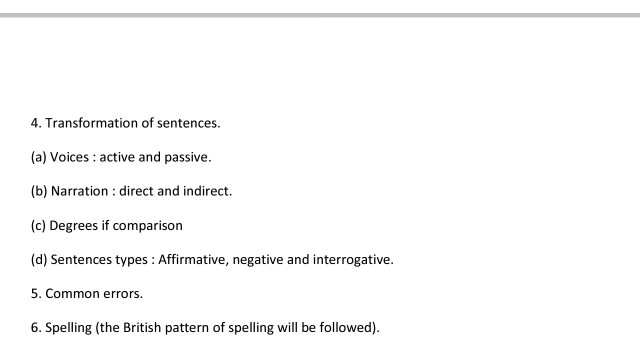 4. Transformation of sentences.
(a) Voices : active and passive.
(b) Narration : direct and indirect.
(c) Degrees if comparison
(d) Sentences types : Affirmative, negative and interrogative.
5. Common errors.
6. Spelling (the British pattern of spelling will be followed).